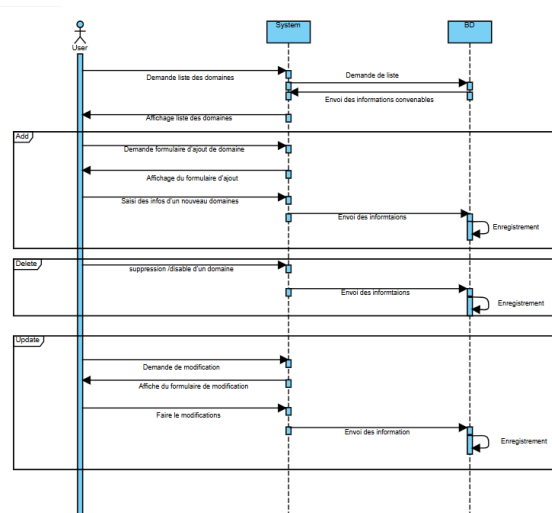 User
System
BD
Demande liste des domaines
Demande de liste
Envoi des informations convenables
Affichage liste des domaines
Add
Demande formulaire d'ajout de domaine
Affichage du formulaire d'ajout
Saisi des infos d'un nouveau domaines
Envoi des informtaions
Enregistrement
Delete
suppression /disable d'un domaine
Envoi des informtaions
Enregistrement
Update
Demande de modification
Affiche du formulaire de modification
Faire le modifications
Envoi des information
Enregistrement